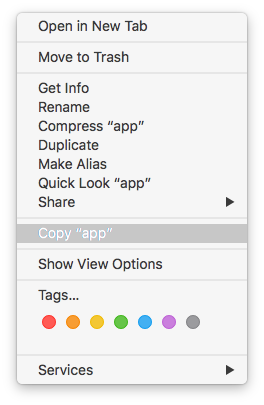 Open in New Tab
Move to Trash
Get Info
Rename
Compress “app”
Duplicate
Make Alias
Quick Look “app”
Share
Copy “app”
Show View Options
Tags...
Services